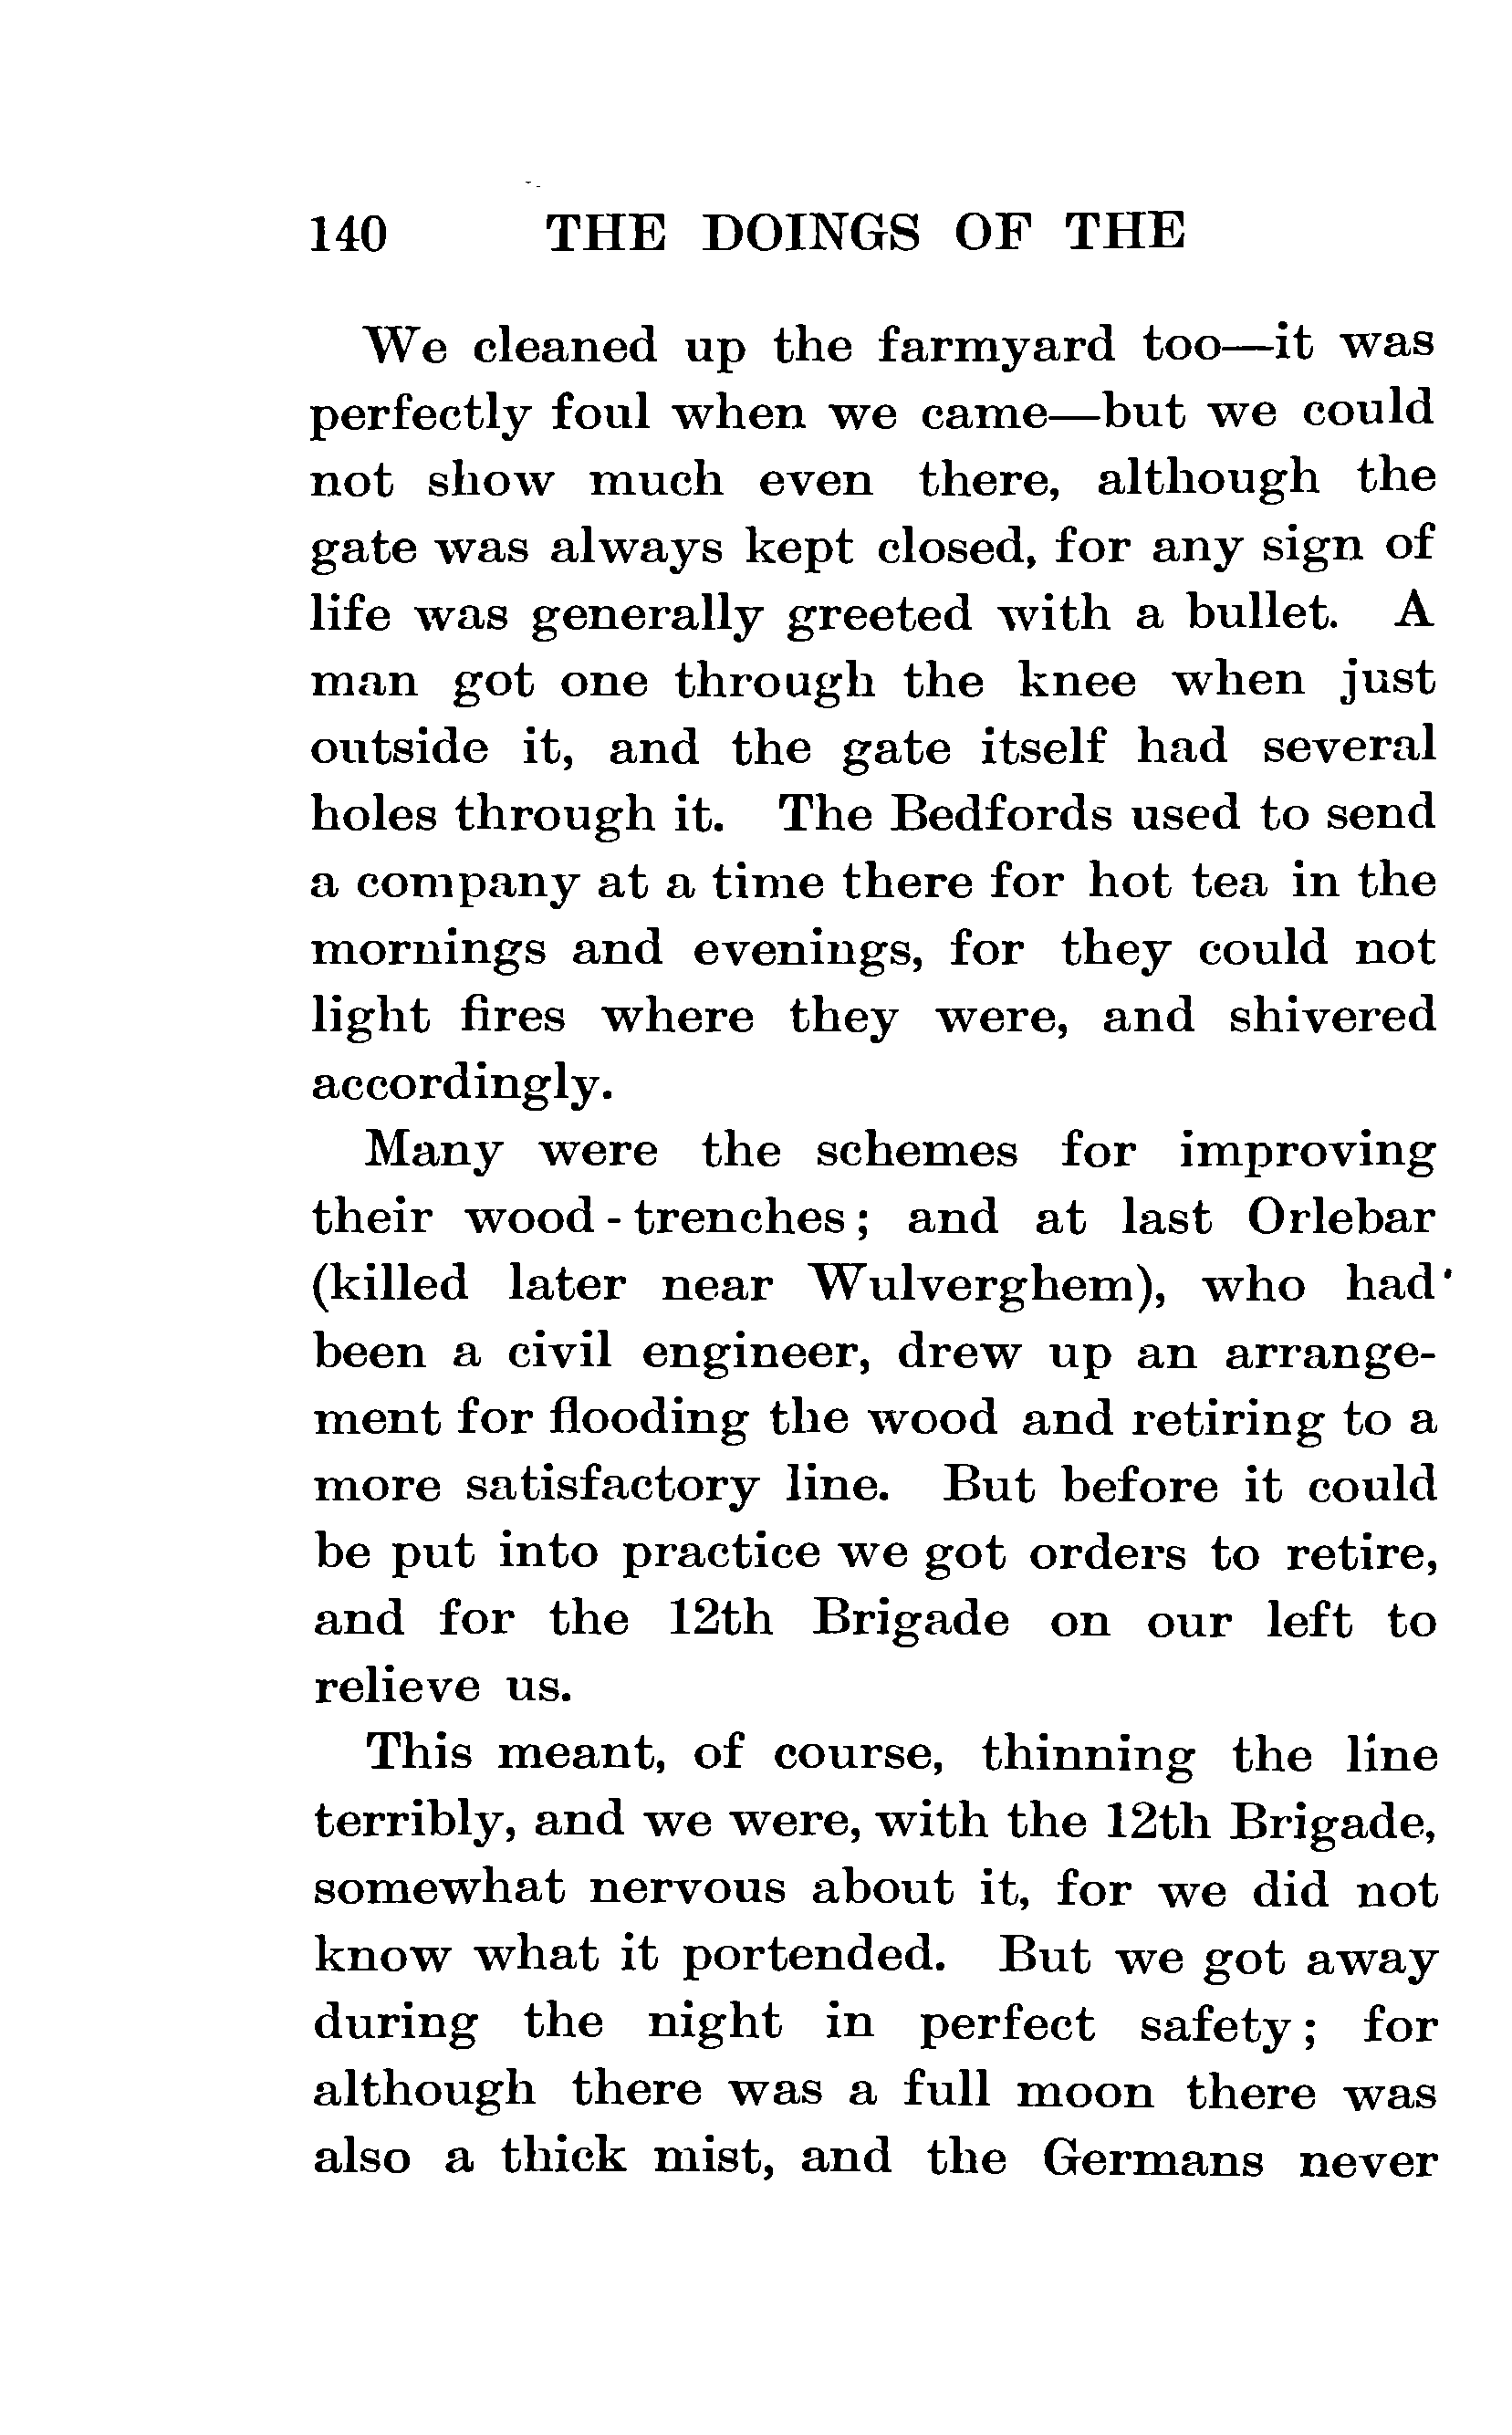 140 THE DOINGS OF THE
We cleaned up the farmyard too—it was
perfectly foul when we came—but we could
not show much even there, although the
gate was always kept closed, for any sign of
life was generally greeted with a bullet. A
man got one through the knee when just
outside it, and the gate itself had several
holes through it. The Bedfords used to send
a company at a time there for hot tea in the
mornings and evenings, for they could not
light fires where they were, and shivered
accordingly.
Many were the schemes for improving
their wood-trenches; and at last Orlebar
(killed later near Wulverghem), who had
been a civil engineer, drew up an arrange-
ment for flooding the wood and retiring to a
more satisfactory line. But before it could
be put into practice we got orders to retire,
and for the 12th Brigade on our left to
relieve us.
This meant, of course, thinning the line
terribly, and we were, with the 12th Brigade,
somewhat nervous about it, for we did not
know what it portended. But we got away
during the night in perfect safety; for
although there was a full moon there was
also a thick mist, and the Germans never